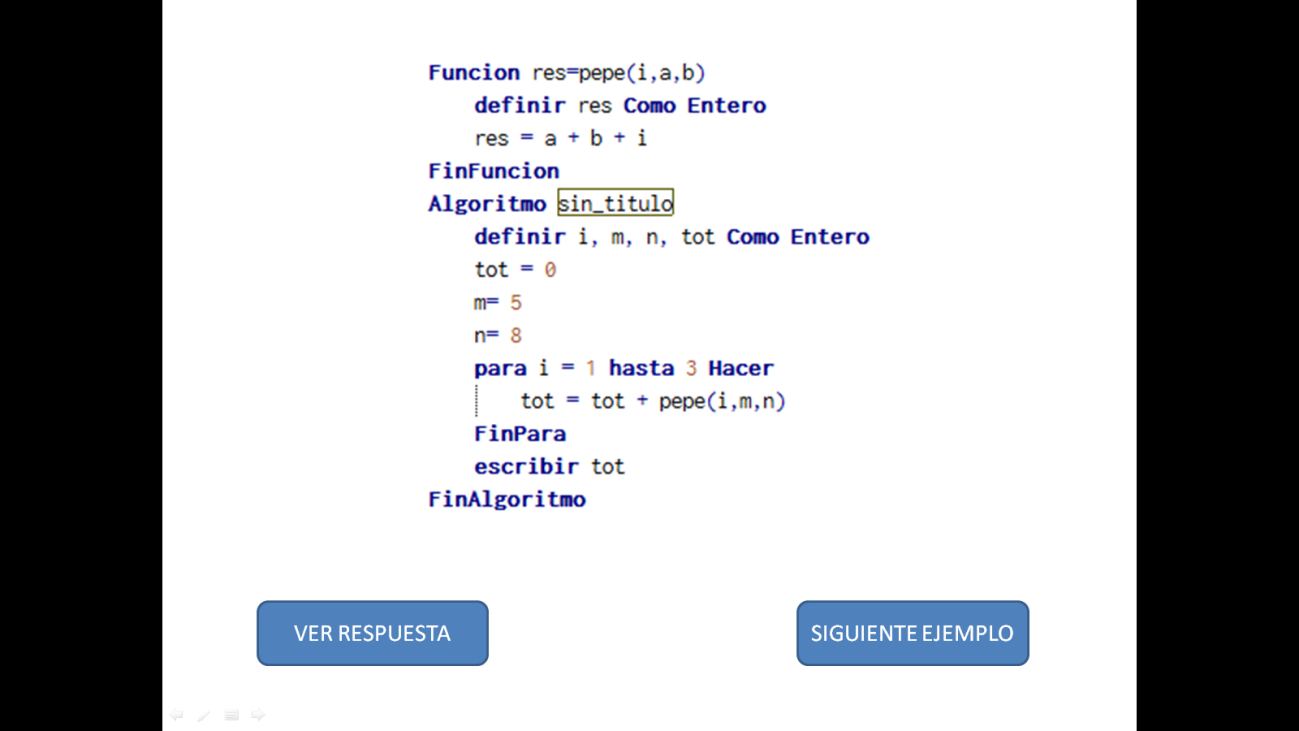 Funcion res=pepe(i,a,b)
definir res Como Entero
res = a + b + i
FinFuncion
Algoritmo sin_titulo
definir i, m, n, tot Como Entero
tot = 0
m= 5
n= 8
para i = 1 hasta 3 Hacer
tot = tot + pepe(i,m,n)
FinPara
escribir tot
FinAlgoritmo
VER RESPUESTA
SIGUIENTE EJEMPLO